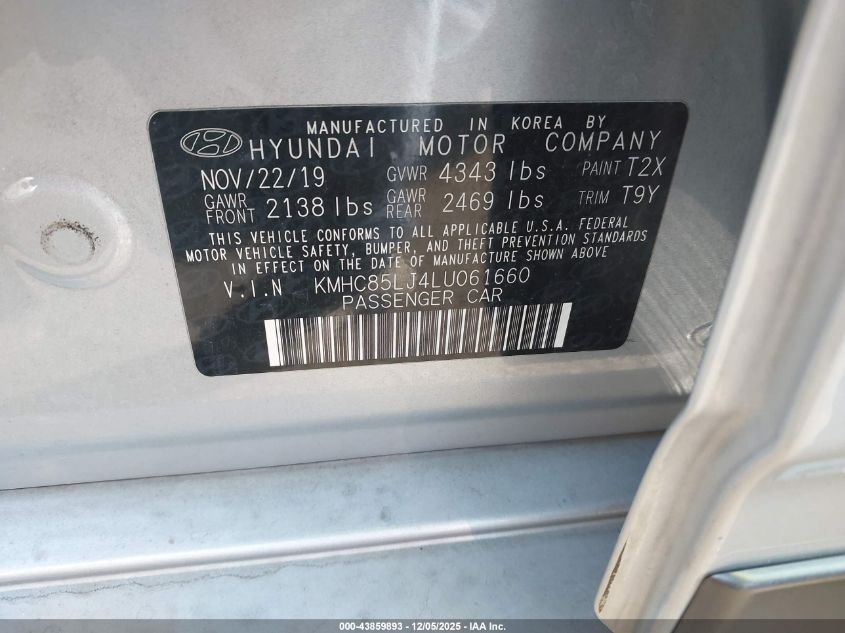 MANUFACTURED IN KOREA BY
HYUNDAI MOTOR COMPANY
NOV/22/19 GVWR 4343 lbs PAINT T2X
GAWR FRONT 2138 lbs GAWR REAR 2469 lbs TRIM T9Y
THIS VEHICLE CONFORMS TO ALL APPLICABLE U.S.A. FEDERAL
MOTOR VEHICLE SAFETY, BUMPER, AND THEFT PREVENTION STANDARDS
IN EFFECT ON THE DATE OF MANUFACTURE SHOWN ABOVE.
V.I.N KMHC85LJ4LU061660
PASSENGER CAR
000-43859893 - 12/05/2025 - IAA Inc.